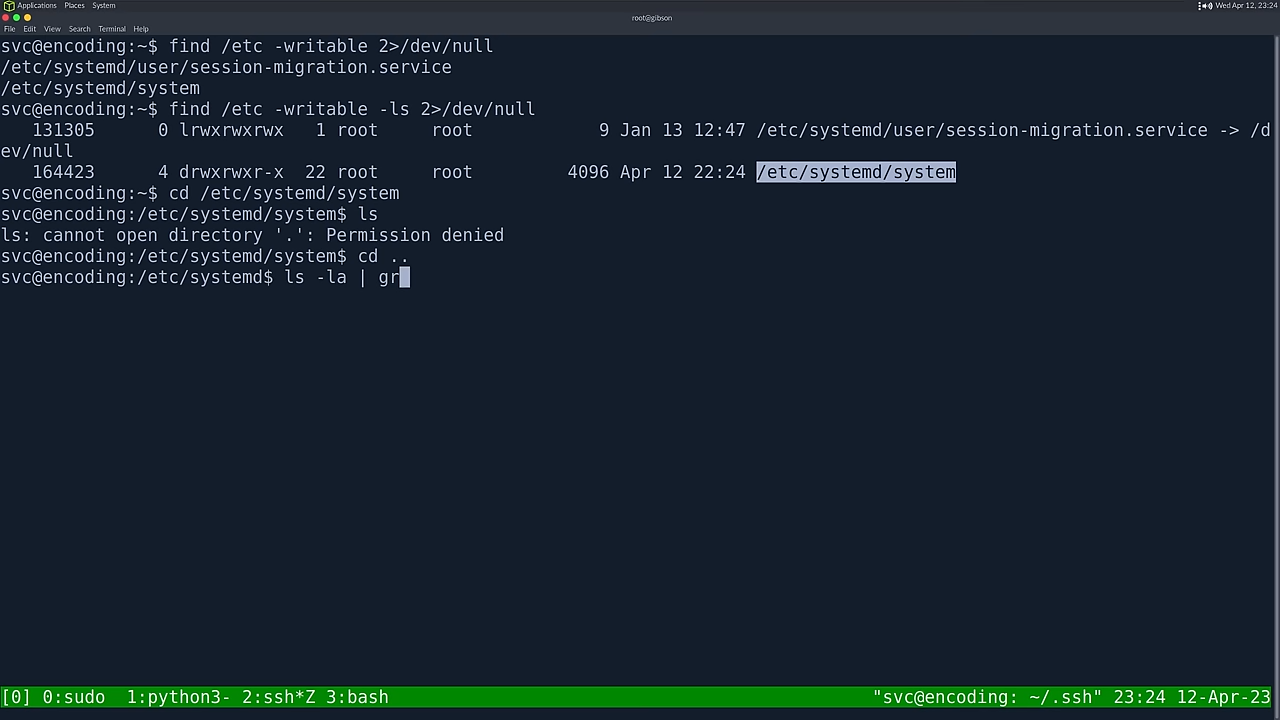 Applications Places System
Wed Apr 12, 23:24
root@gibson
File Edit View Search Terminal Help
svc@encoding:~$ find /etc -writable 2>/dev/null
/etc/systemd/user/session-migration.service
/etc/systemd/system
svc@encoding:~$ find /etc -writable -ls 2>/dev/null
   131305      0 lrwxrwxrwx   1 root     root            9 Jan 13 12:47 /etc/systemd/user/session-migration.service -> /d
ev/null
   164423      4 drwxrwxr-x  22 root     root         4096 Apr 12 22:24 /etc/systemd/system
svc@encoding:~$ cd /etc/systemd/system
svc@encoding:/etc/systemd/system$ ls
ls: cannot open directory '.': Permission denied
svc@encoding:/etc/systemd/system$ cd ..
svc@encoding:/etc/systemd$ ls -la | gr
[0] 0:sudo  1:python3- 2:ssh*Z 3:bash "svc@encoding: ~/.ssh" 23:24 12-Apr-23